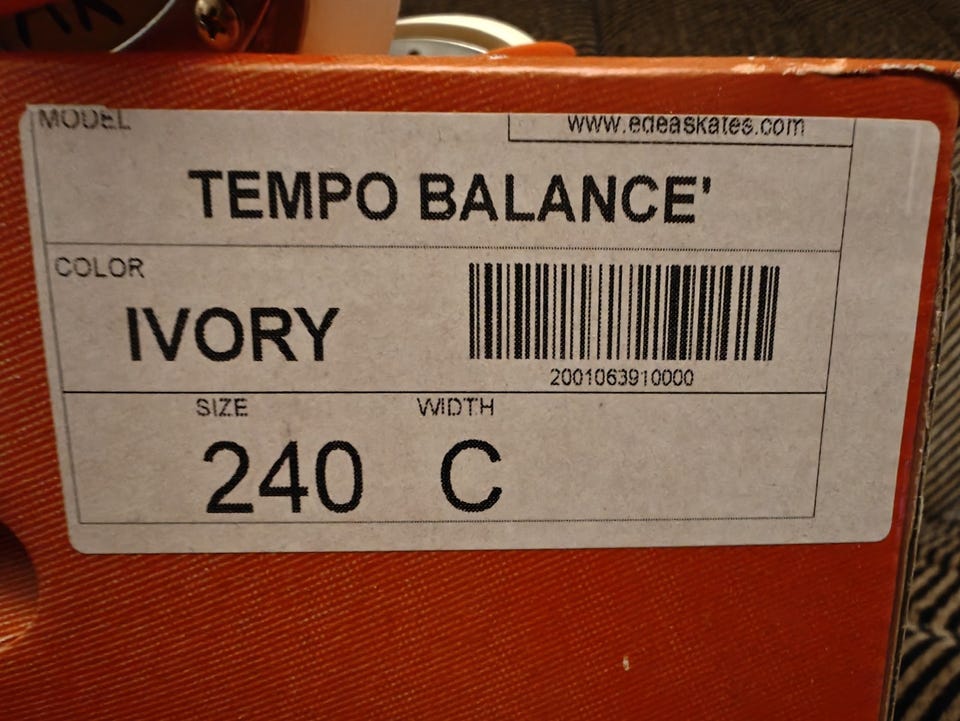 MODEL
www.edeaskates.com
TEMPO BALANCE'
COLOR
IVORY
2001063910000
SIZE WIDTH
240 C